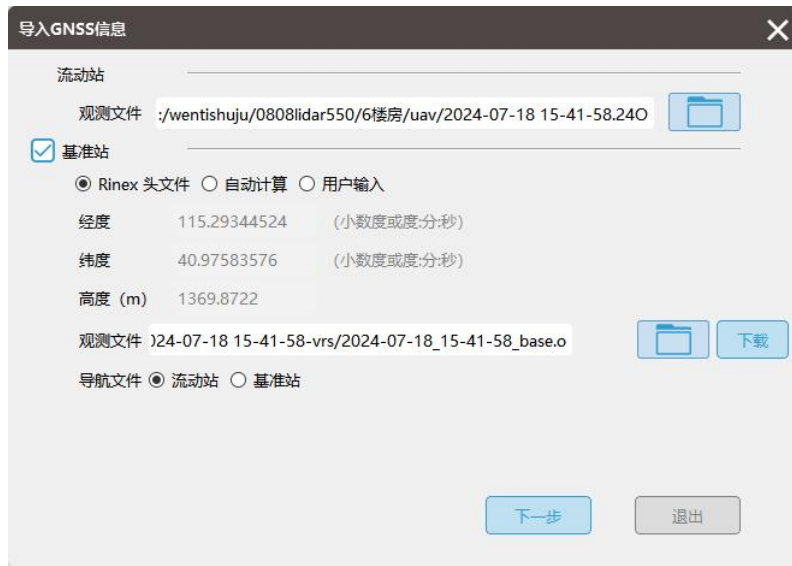 导入GNSS信息
流动站
观测文件 :/wentishuju/0808lidar550/6楼房/uav/2024-07-18 15-41-58.24O
基准站
Rinex 头文件 自动计算 用户输入
经度 115.29344524 (小数度或度:分:秒)
纬度 40.97583576 (小数度或度:分:秒)
高度（m) 1369.8722
观测文件 )24-07-18 15-41-58-vrs/2024-07-18_15-41-58_base.o 下载
导航文件 流动站 基准站
下一步 退出